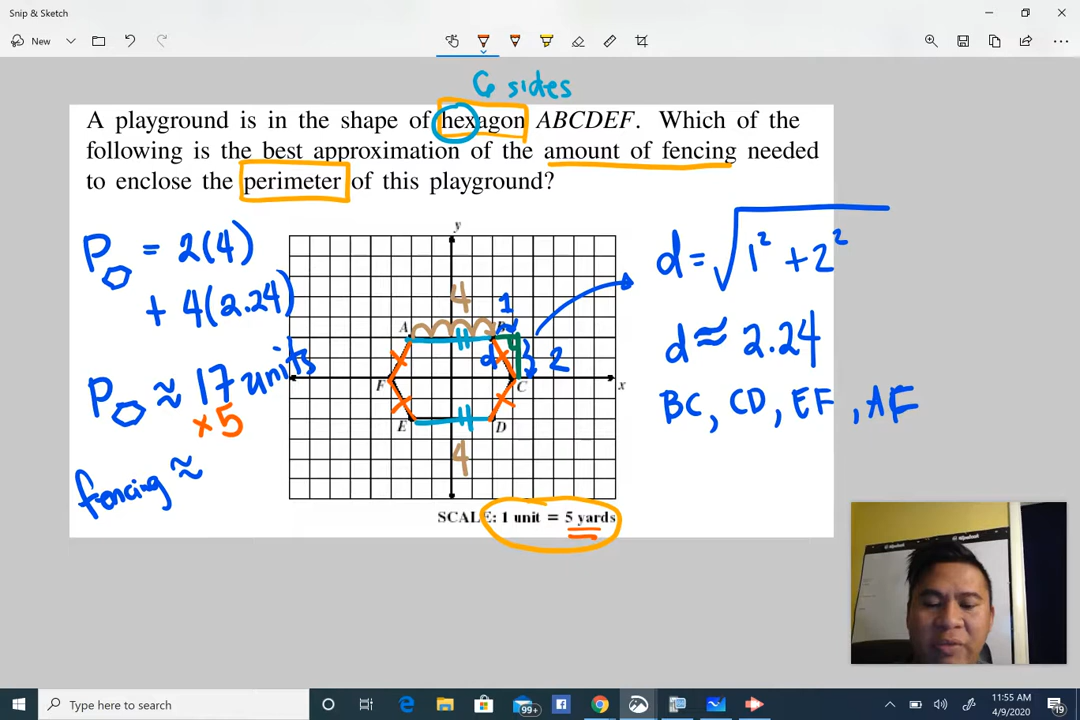 Snip & Sketch
New
6 sides
A playground is in the shape of hexagon ABCDEF. Which of the
following is the best approximation of the amount of fencing needed
to enclose the perimeter of this playground?
P = 2(4)
+ 4(2.24)
P ≈ 17 units
×5
fencing ≈
y
4
1
A
B
d
2
F
C
x
E
D
4
SCALE: 1 unit = 5 yards
d = √1² + 2²
d ≈ 2.24
BC, CD, EF, AF
Type here to search
99+
11:55 AM
4/9/2020
19